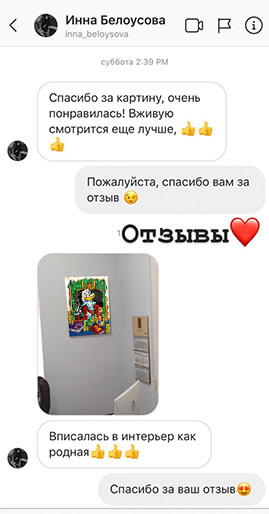 Инна Белоусова
inna_beloysova
суббота 2:39 PM
Спасибо за картину, очень
понравилась! Вживую
смотрится еще лучше, 👍👍
👍
Пожалуйста, спасибо вам за
отзыв 😉
Отзывы❤️
Вписалась в интерьер как
родная👍👍👍
Спасибо за ваш отзыв😍